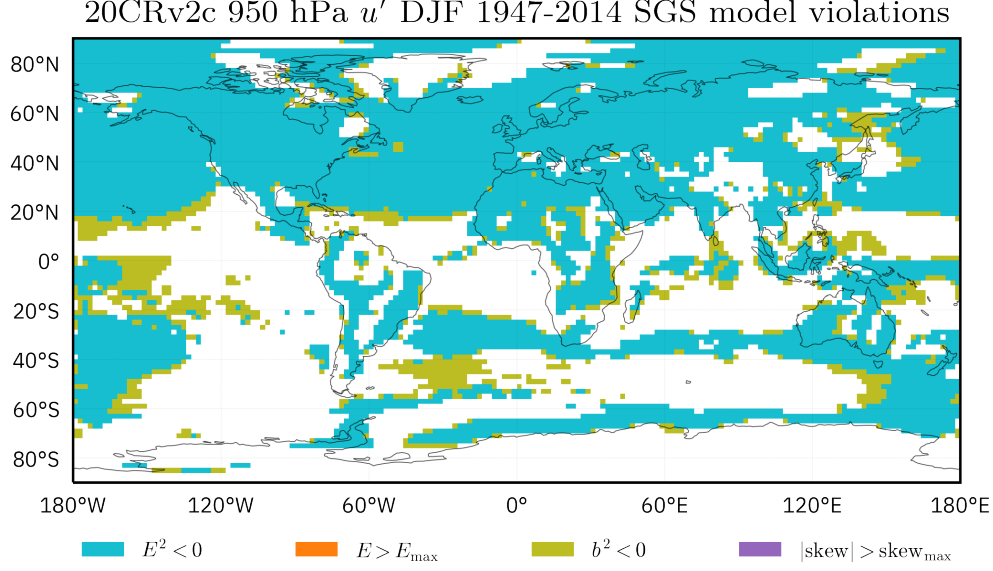 20CRv2c 950 hPa u′ DJF 1947-2014 SGS model violations
80°N
60°N
40°N
20°N
0°
20°S
40°S
60°S
80°S
180°W 120°W 60°W 0° 60°E 120°E 180°E
E² < 0 E > E_max b² < 0 |skew| > skew_max